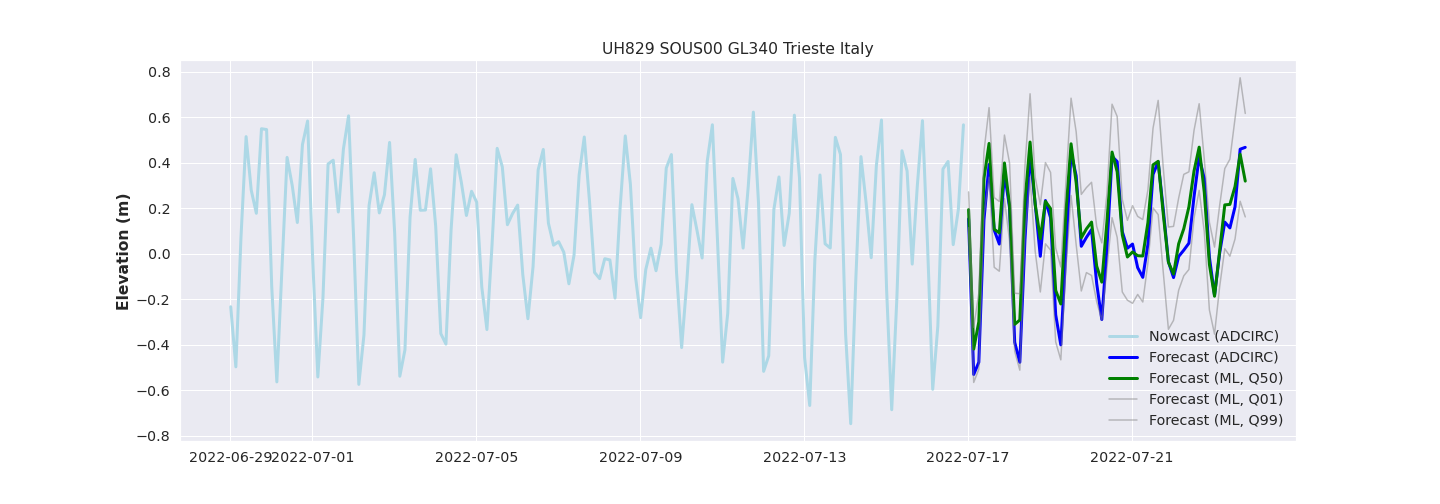 UH829 SOUS00 GL340 Trieste Italy
Elevation (m)
0.8
0.6
0.4
0.2
0.0
−0.2
−0.4
−0.6
−0.8
Nowcast (ADCIRC)
Forecast (ADCIRC)
Forecast (ML, Q50)
Forecast (ML, Q01)
Forecast (ML, Q99)
2022-06-29 2022-07-01 2022-07-05 2022-07-09 2022-07-13 2022-07-17 2022-07-21